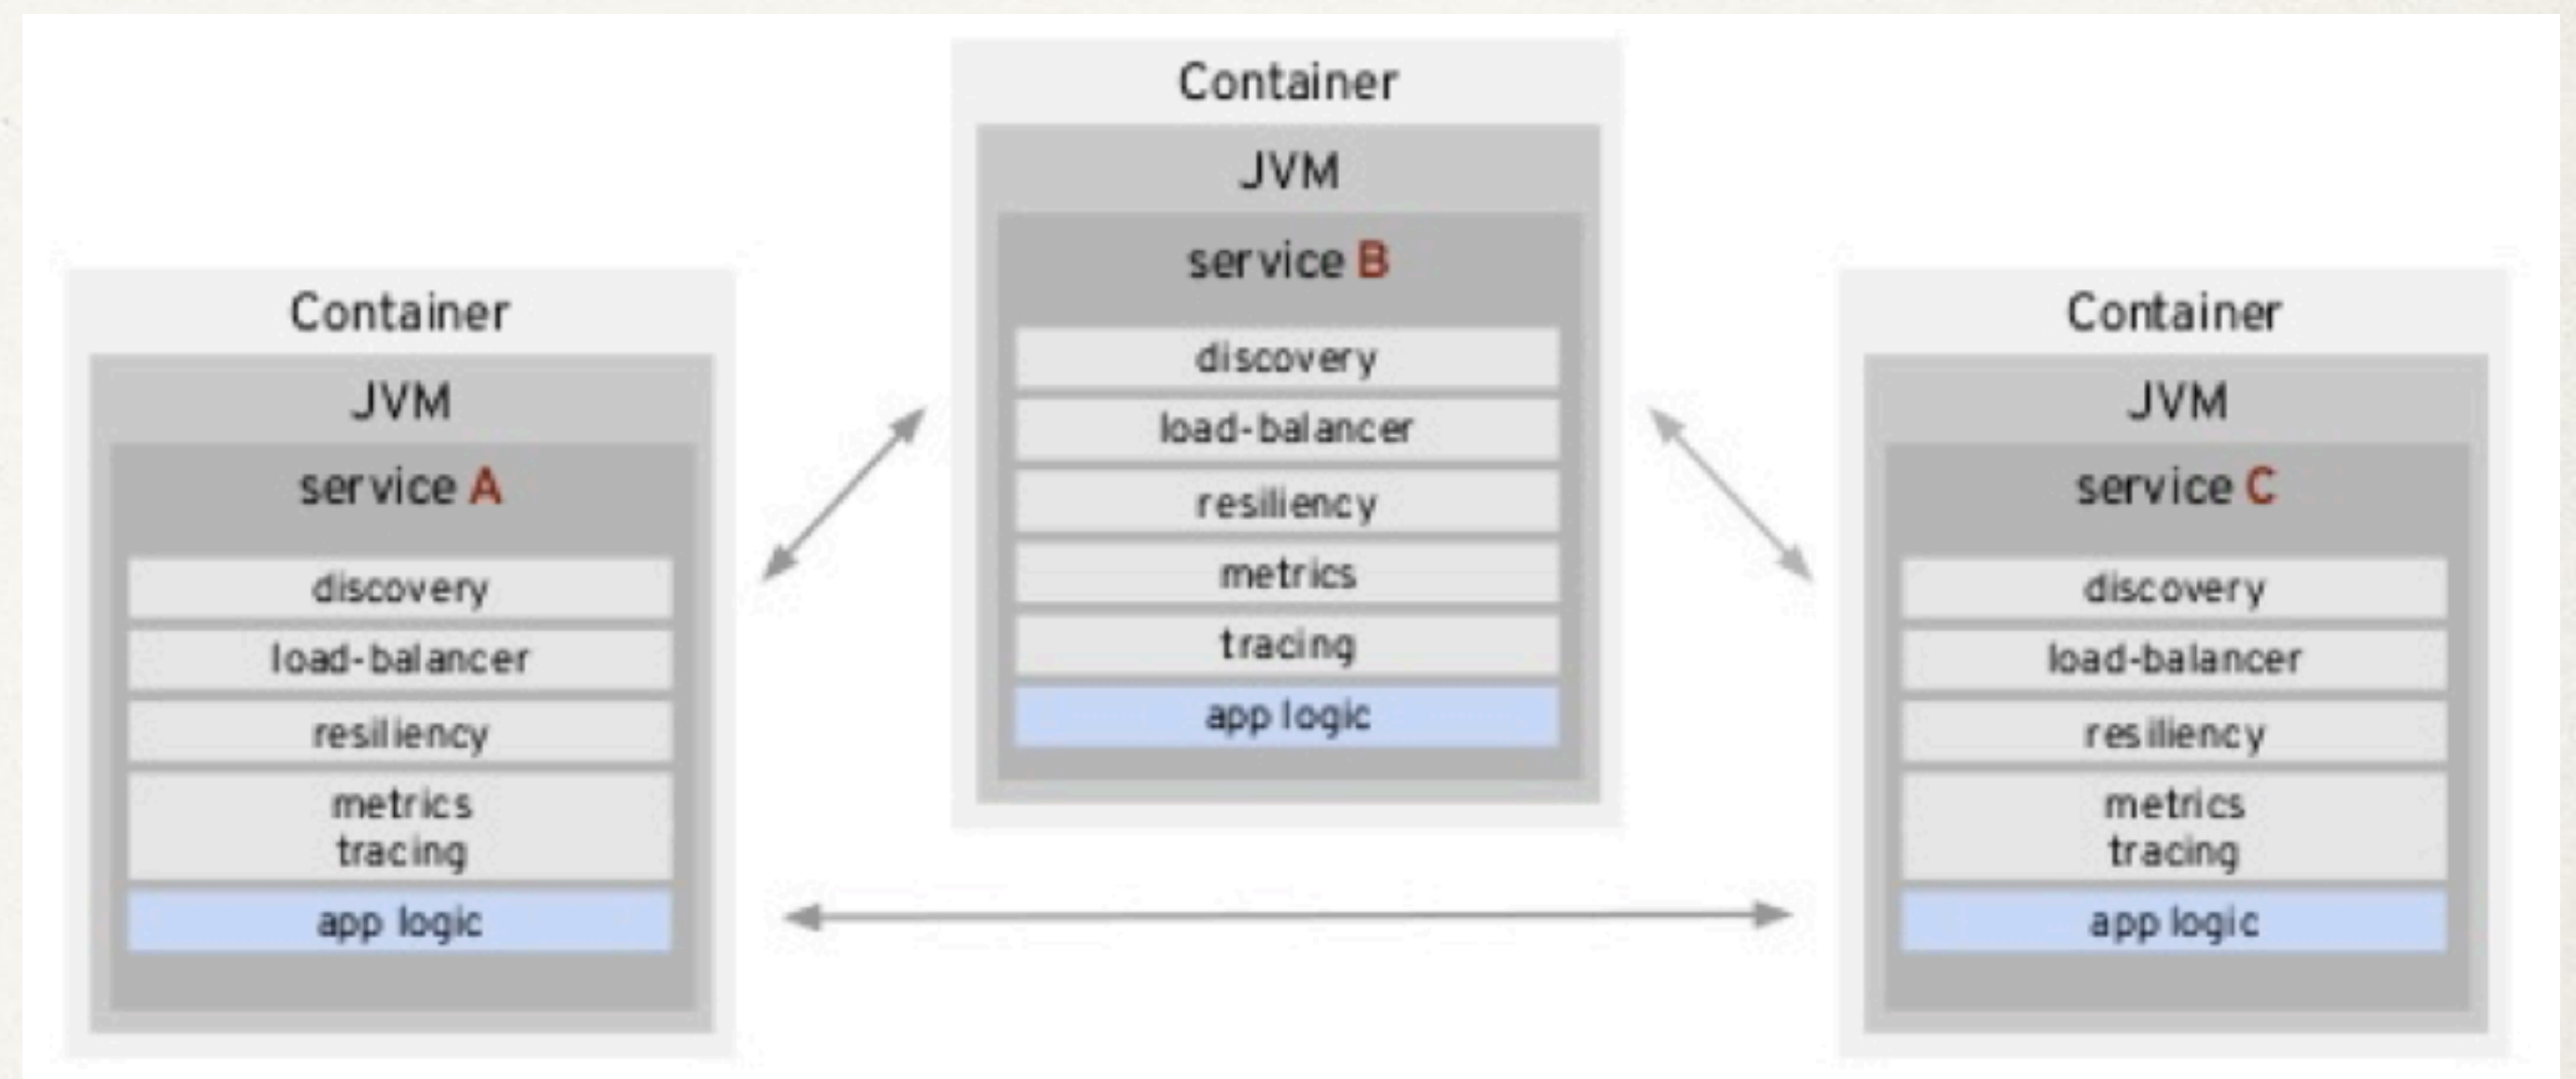 Container
JVM
service A
discovery
load-balancer
resiliency
metrics
tracing
app logic
Container
JVM
service B
discovery
load-balancer
resiliency
metrics
tracing
app logic
Container
JVM
service C
discovery
load-balancer
resiliency
metrics
tracing
app logic